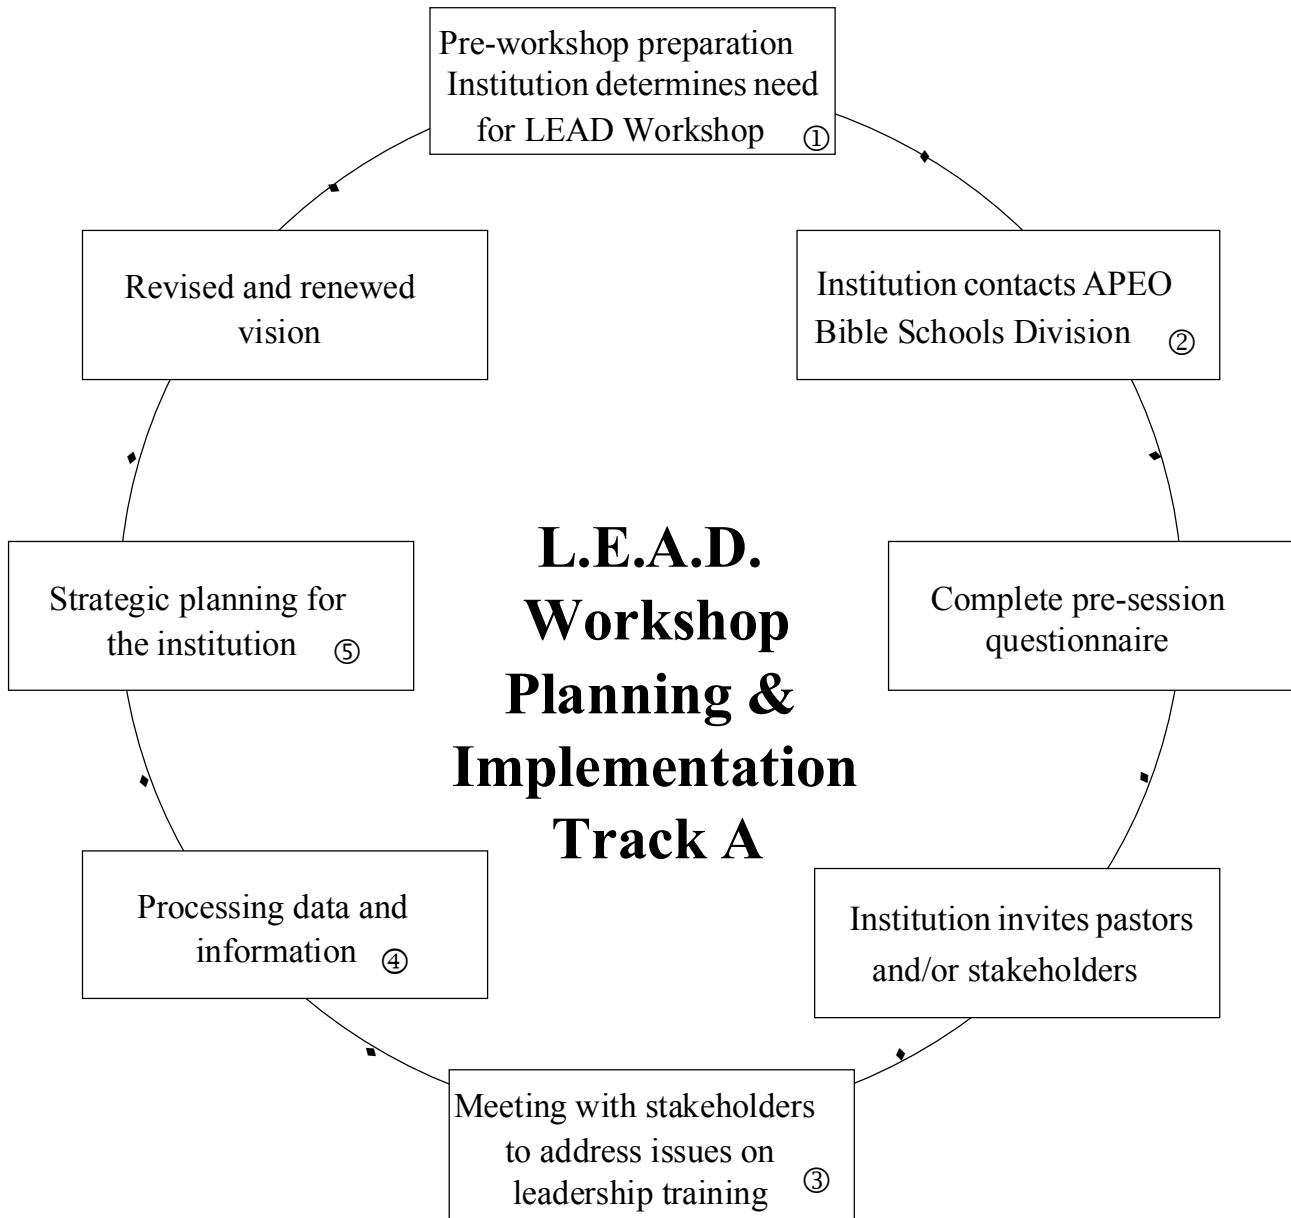 Pre-workshop preparation
Institution determines need
for LEAD Workshop ①
Institution contacts APEO
Bible Schools Division ②
Complete pre-session
questionnaire
Institution invites pastors
and/or stakeholders
Meeting with stakeholders
to address issues on
leadership training ③
Processing data and
information ④
Strategic planning for
the institution ⑤
Revised and renewed
vision
L.E.A.D.
Workshop
Planning &
Implementation
Track A